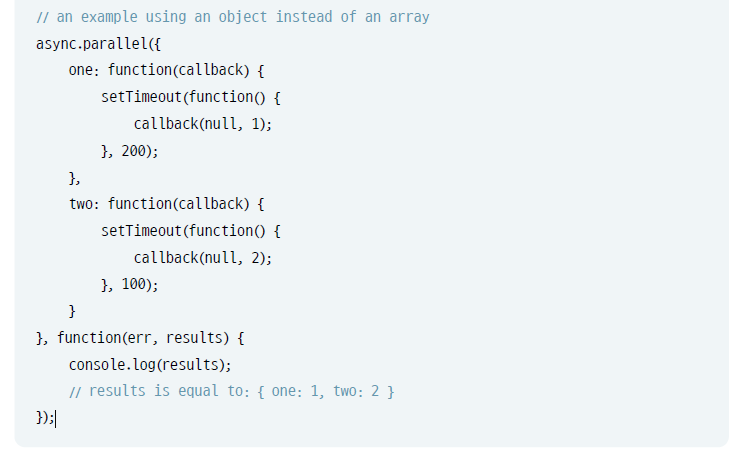 // an example using an object instead of an array
async.parallel({
    one: function(callback) {
        setTimeout(function() {
            callback(null, 1);
        }, 200);
    },
    two: function(callback) {
        setTimeout(function() {
            callback(null, 2);
        }, 100);
    }
}, function(err, results) {
    console.log(results);
    // results is equal to: { one: 1, two: 2 }
});